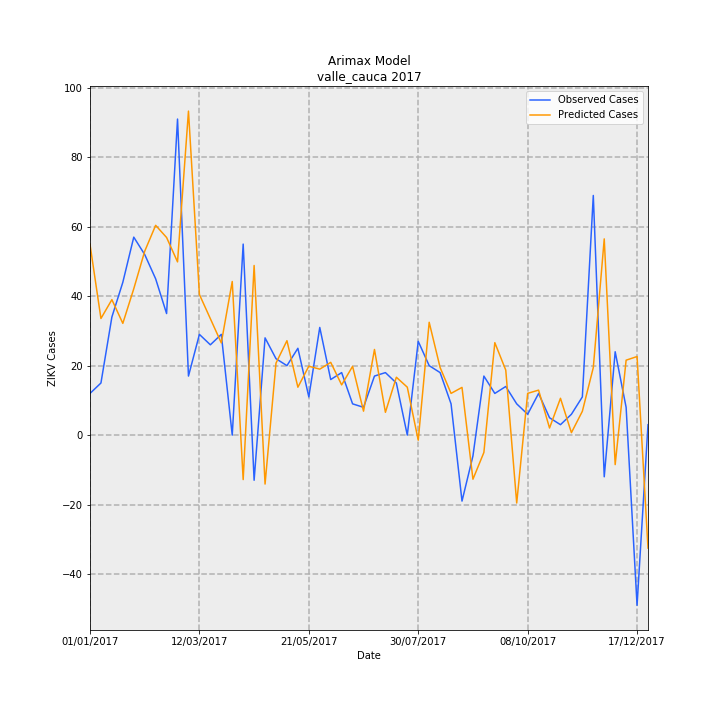 Arimax Model
valle_cauca 2017
Observed Cases
Predicted Cases
100
80
60
40
20
0
−20
−40
ZIKV Cases
01/01/2017
12/03/2017
21/05/2017
30/07/2017
08/10/2017
17/12/2017
Date